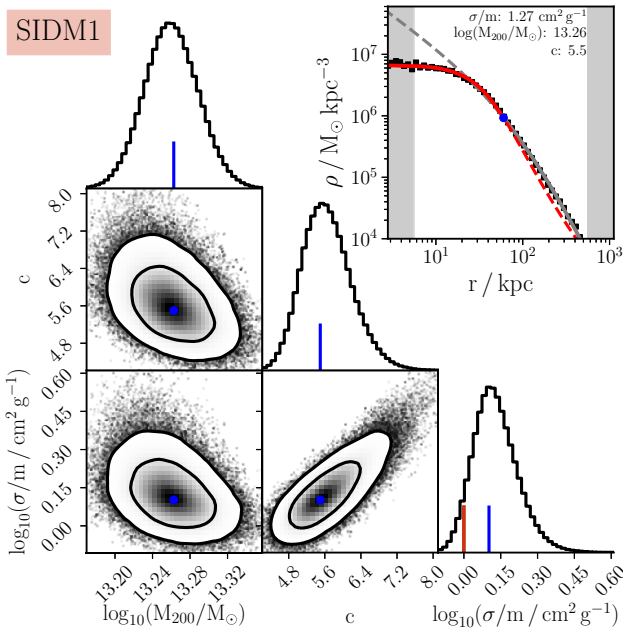 SIDM1
σ/m: 1.27 cm² g⁻¹
log(M₂₀₀/M⊙): 13.26
c: 5.5
10⁷
10⁶
10⁵
10⁴
ρ / M⊙ kpc⁻³
10¹ 10² 10³
r / kpc
8.0
7.2
6.4
5.6
4.8
c
0.60
0.45
0.30
0.15
0.00
log₁₀(σ/m / cm² g⁻¹)
13.20 13.24 13.28 13.32
log₁₀(M₂₀₀/M⊙)
4.8 5.6 6.4 7.2 8.0
c
0.00 0.15 0.30 0.45 0.60
log₁₀(σ/m / cm² g⁻¹)